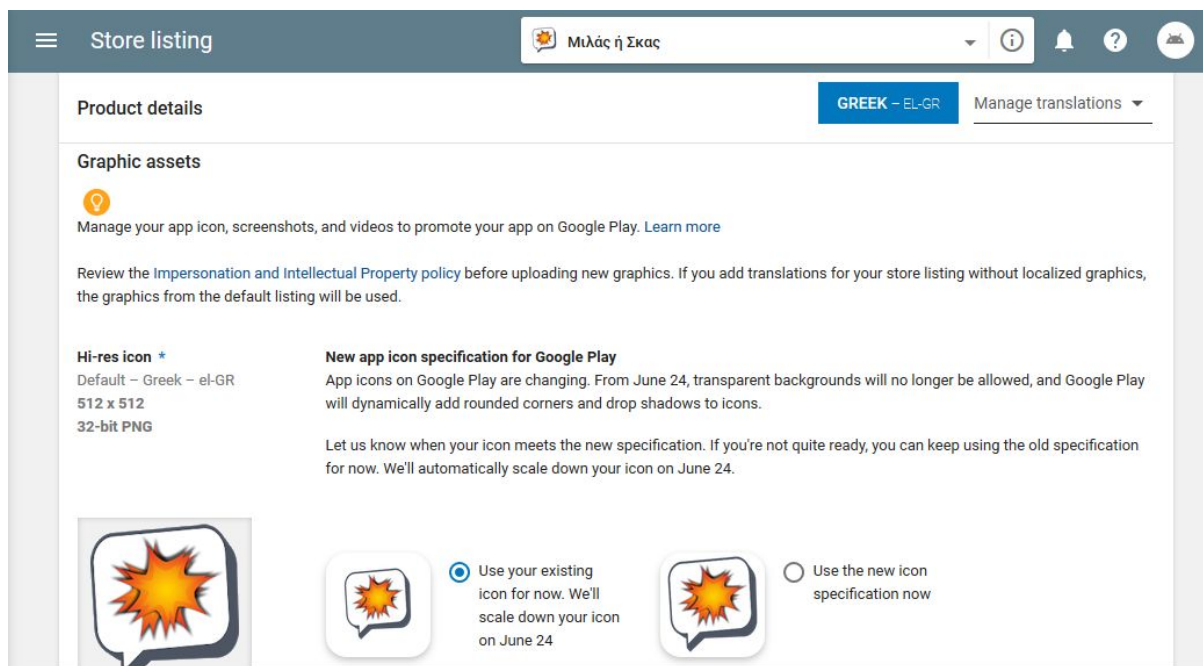 Store listing
Μιλάς ή Σκας
Product details
GREEK – EL-GR
Manage translations
Graphic assets
Manage your app icon, screenshots, and videos to promote your app on Google Play. Learn more
Review the Impersonation and Intellectual Property policy before uploading new graphics. If you add translations for your store listing without localized graphics,
the graphics from the default listing will be used.
Hi-res icon *
Default – Greek – el-GR
512 x 512
32-bit PNG
New app icon specification for Google Play
App icons on Google Play are changing. From June 24, transparent backgrounds will no longer be allowed, and Google Play
will dynamically add rounded corners and drop shadows to icons.
Let us know when your icon meets the new specification. If you're not quite ready, you can keep using the old specification
for now. We'll automatically scale down your icon on June 24.
Use your existing
icon for now. We'll
scale down your icon
on June 24
Use the new icon
specification now